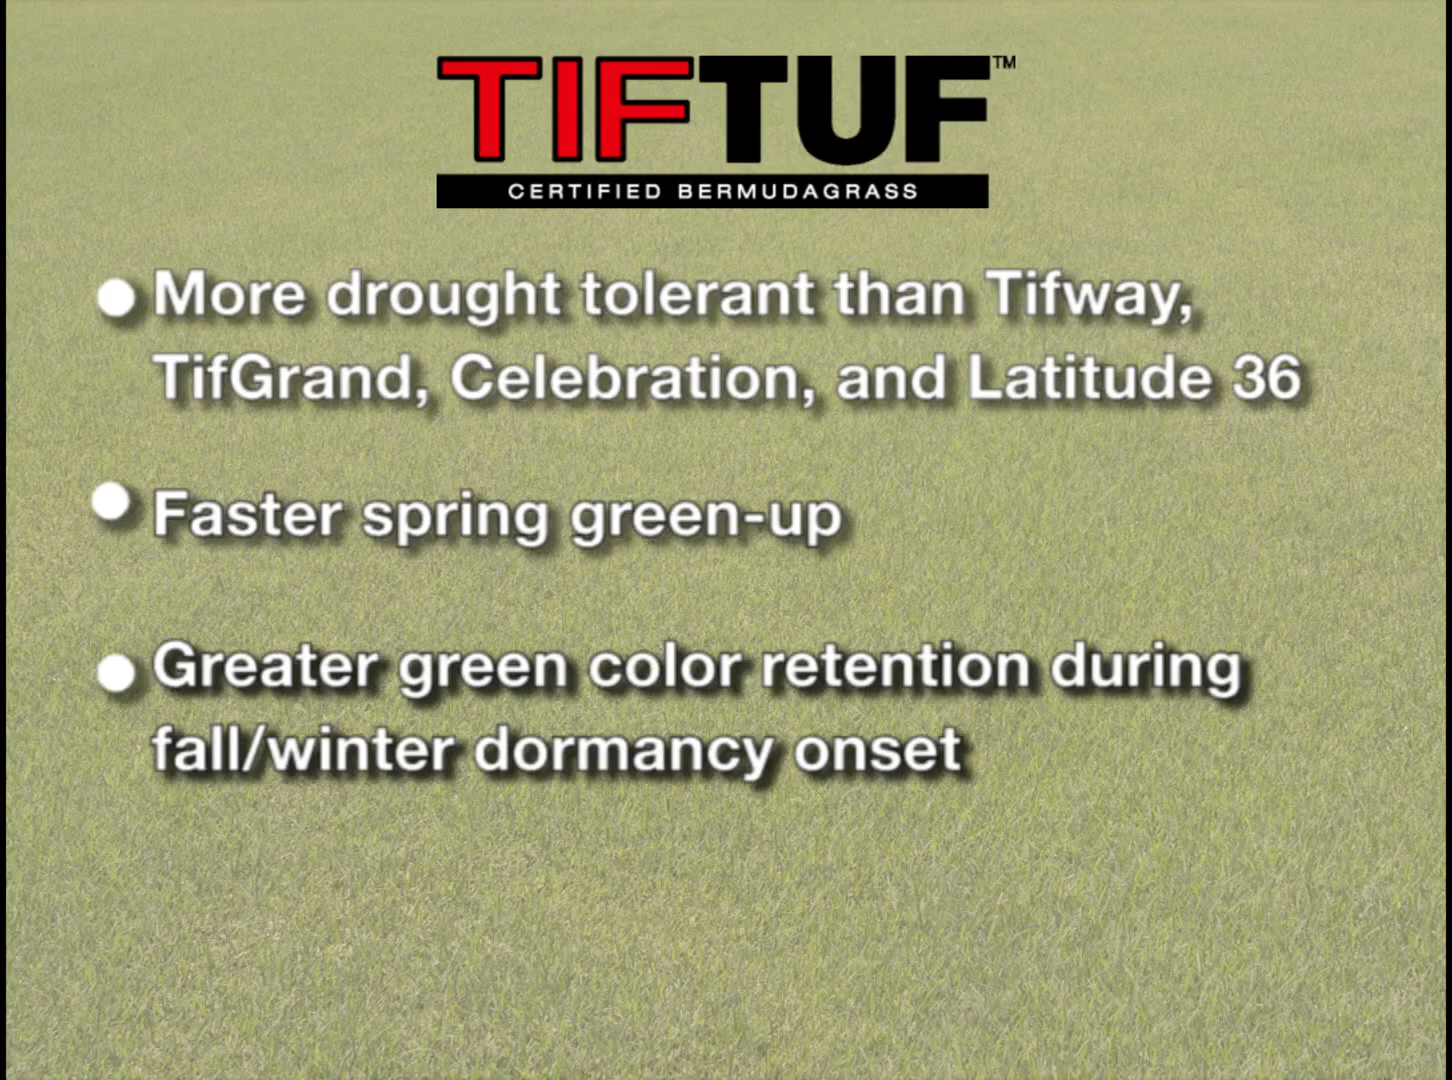 TIFTUF™
CERTIFIED BERMUDAGRASS
● More drought tolerant than Tifway,
TifGrand, Celebration, and Latitude 36
● Faster spring green-up
● Greater green color retention during
fall/winter dormancy onset